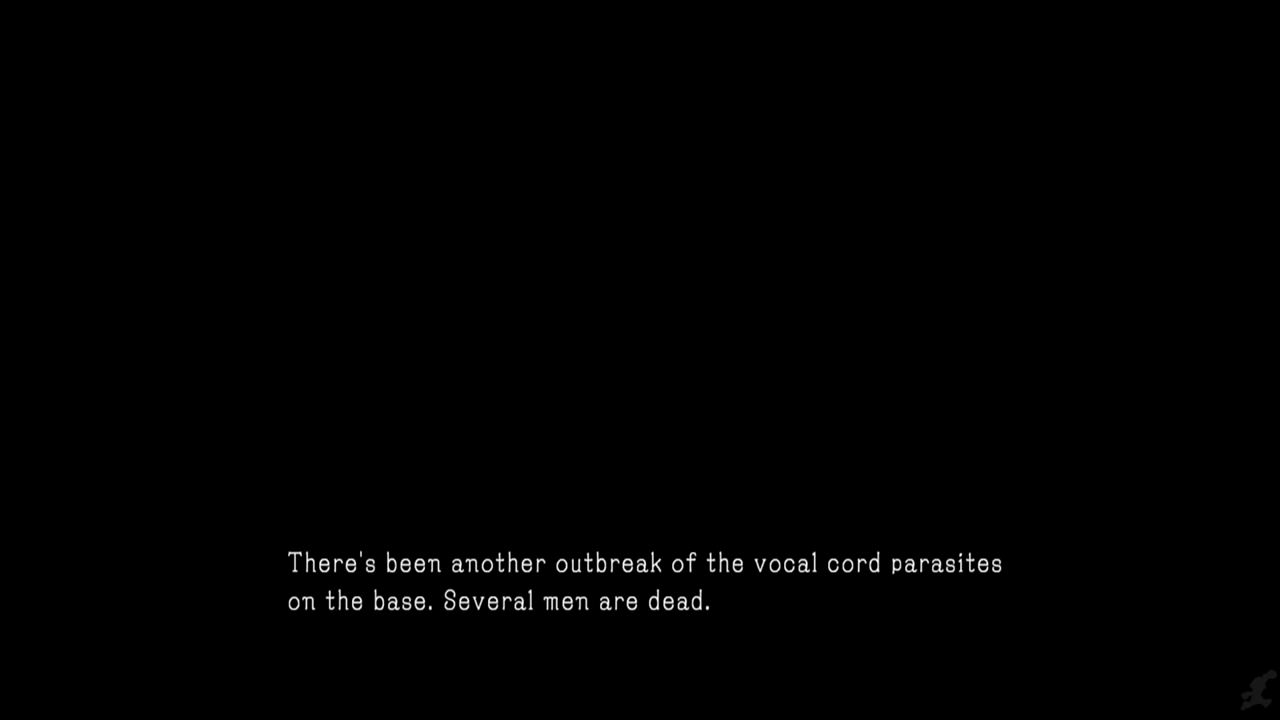 There's been another outbreak of the vocal cord parasites
on the base. Several men are dead.